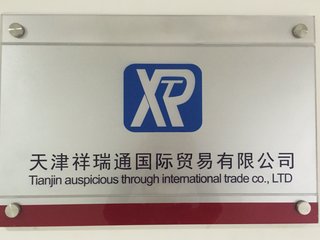 XTR
天津祥瑞通国际贸易有限公司
Tianjin auspicious through international trade co., LTD